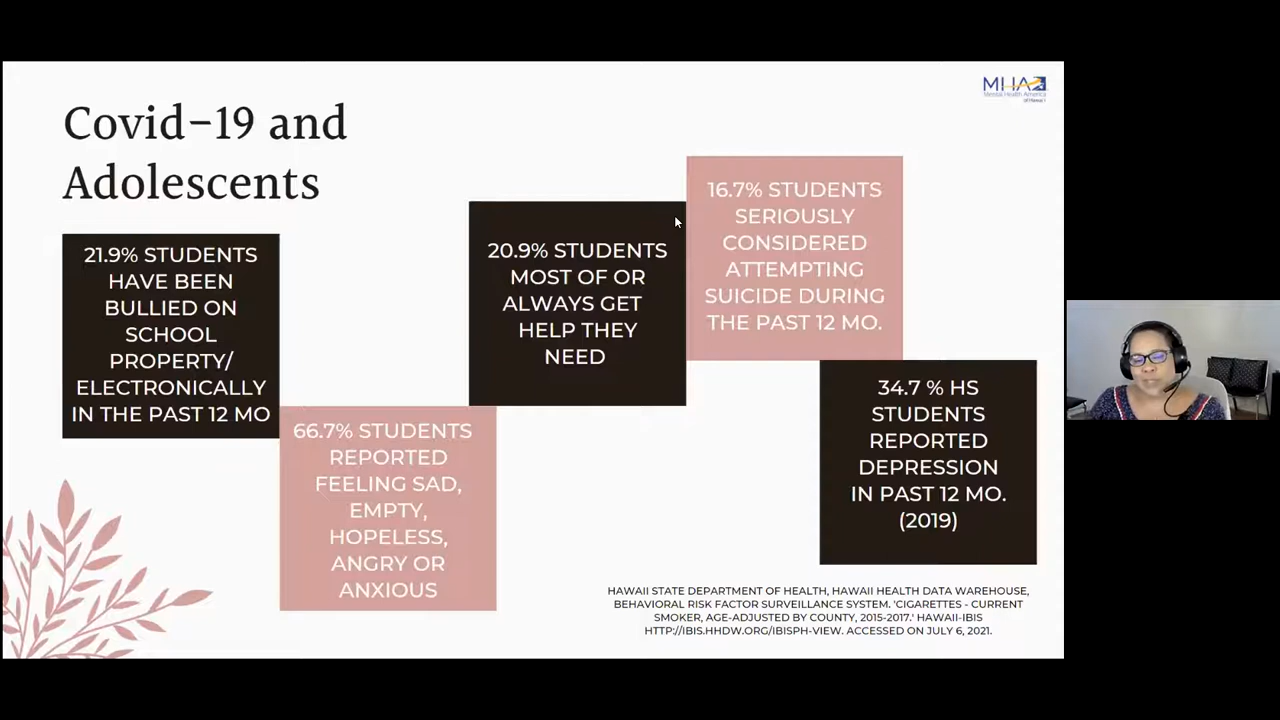 Covid-19 and
Adolescents
MHA
Mental Health America
of Hawai'i
21.9% STUDENTS
HAVE BEEN
BULLIED ON
SCHOOL
PROPERTY/
ELECTRONICALLY
IN THE PAST 12 MO
66.7% STUDENTS
REPORTED
FEELING SAD,
EMPTY,
HOPELESS,
ANGRY OR
ANXIOUS
20.9% STUDENTS
MOST OF OR
ALWAYS GET
HELP THEY
NEED
16.7% STUDENTS
SERIOUSLY
CONSIDERED
ATTEMPTING
SUICIDE DURING
THE PAST 12 MO.
34.7 % HS
STUDENTS
REPORTED
DEPRESSION
IN PAST 12 MO.
(2019)
HAWAII STATE DEPARTMENT OF HEALTH, HAWAII HEALTH DATA WAREHOUSE,
BEHAVIORAL RISK FACTOR SURVEILLANCE SYSTEM. 'CIGARETTES - CURRENT
SMOKER, AGE-ADJUSTED BY COUNTY, 2015-2017.' HAWAII-IBIS
HTTP://IBIS.HHDW.ORG/IBISPH-VIEW. ACCESSED ON JULY 6, 2021.